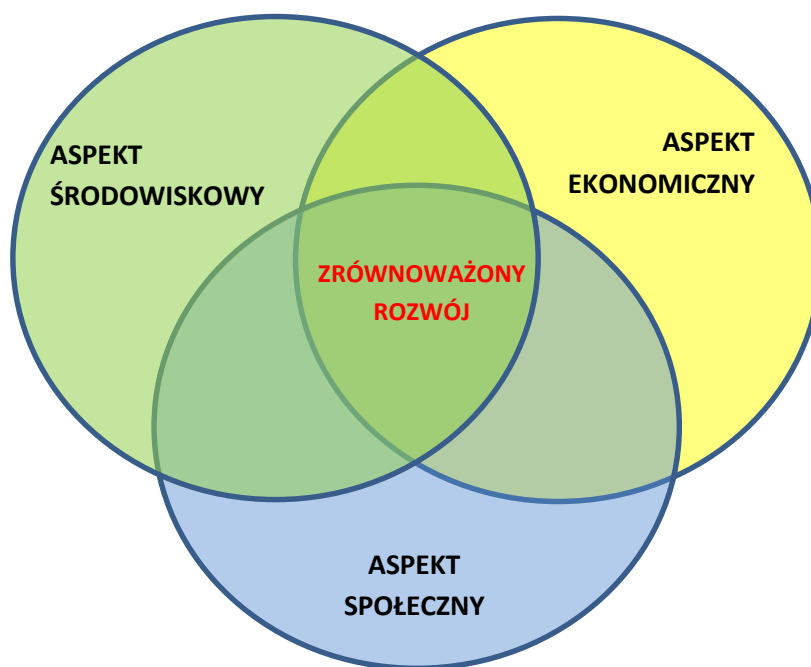 ASPEKT
ŚRODOWISKOWY
ASPEKT
EKONOMICZNY
ZRÓWNOWAŻONY
ROZWÓJ
ASPEKT
SPOŁECZNY